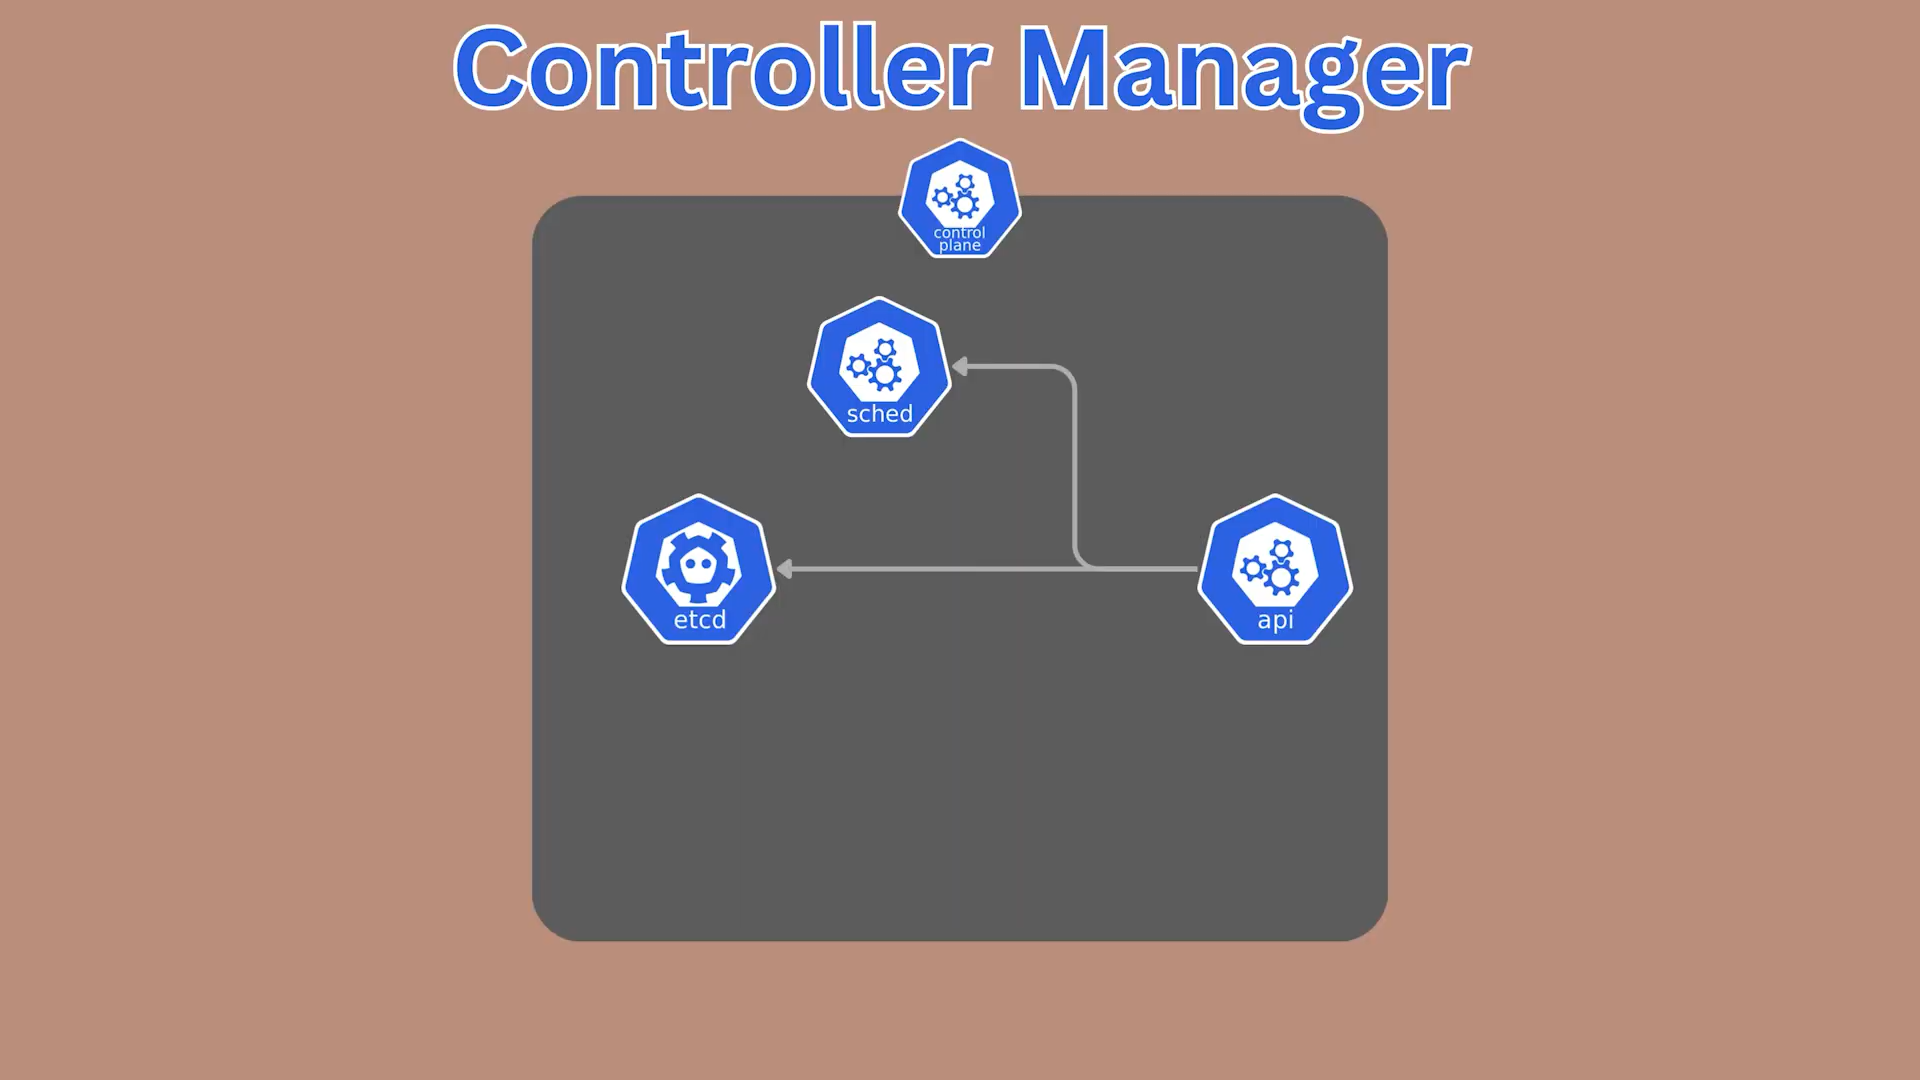 Controller Manager
control
plane
sched
etcd
api